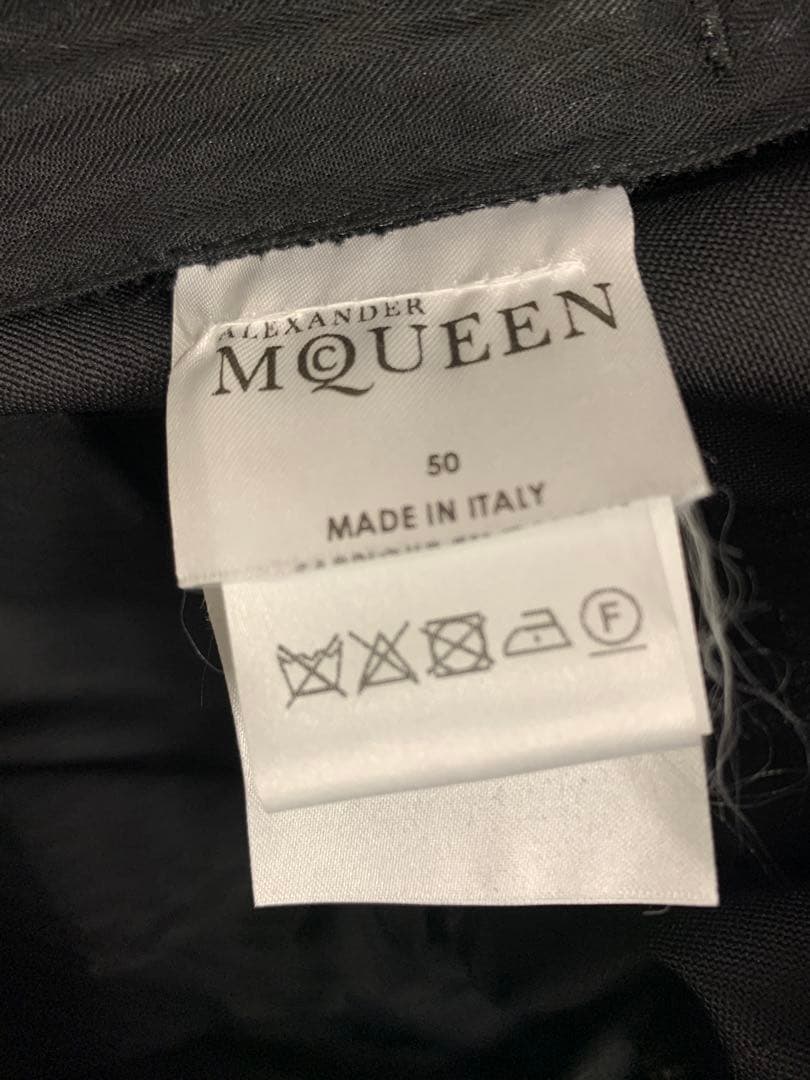 ALEXANDER
MCQUEEN
50
MADE IN ITALY
F